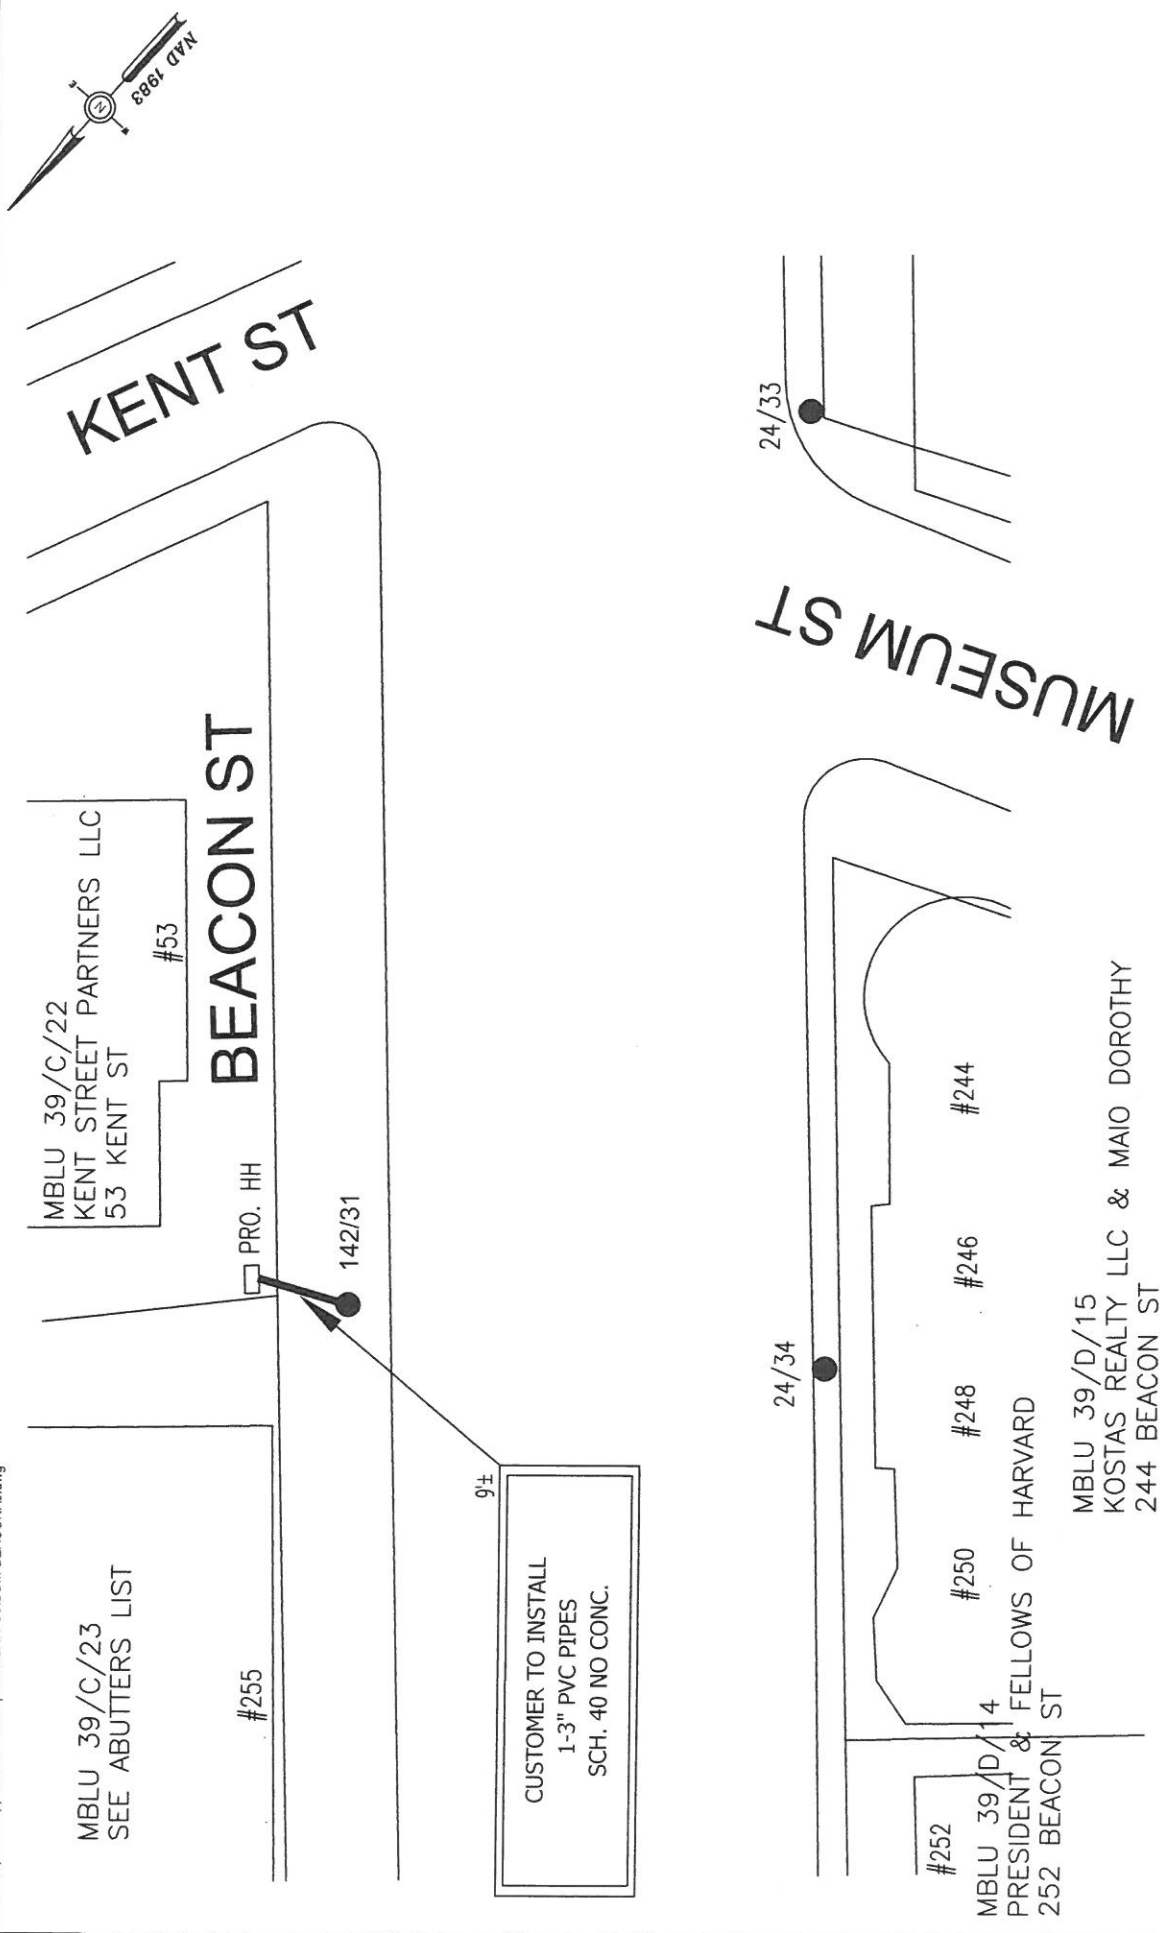 NAD 1983
N
KENT ST
BEACON ST
MUSEUM ST
MBLU 39/C/22
KENT STREET PARTNERS LLC
53 KENT ST
#53
PRO. HH
142/31
MBLU 39/C/23
SEE ABUTTERS LIST
#255
9'±
CUSTOMER TO INSTALL
1-3" PVC PIPES
SCH. 40 NO CONC.
24/33
24/34
#244
#246
#248
#250
#252
MBLU 39/D/15
KOSTAS REALTY LLC & MAIO DOROTHY
244 BEACON ST
MBLU 39/D/14
PRESIDENT & FELLOWS OF HARVARD
252 BEACON ST